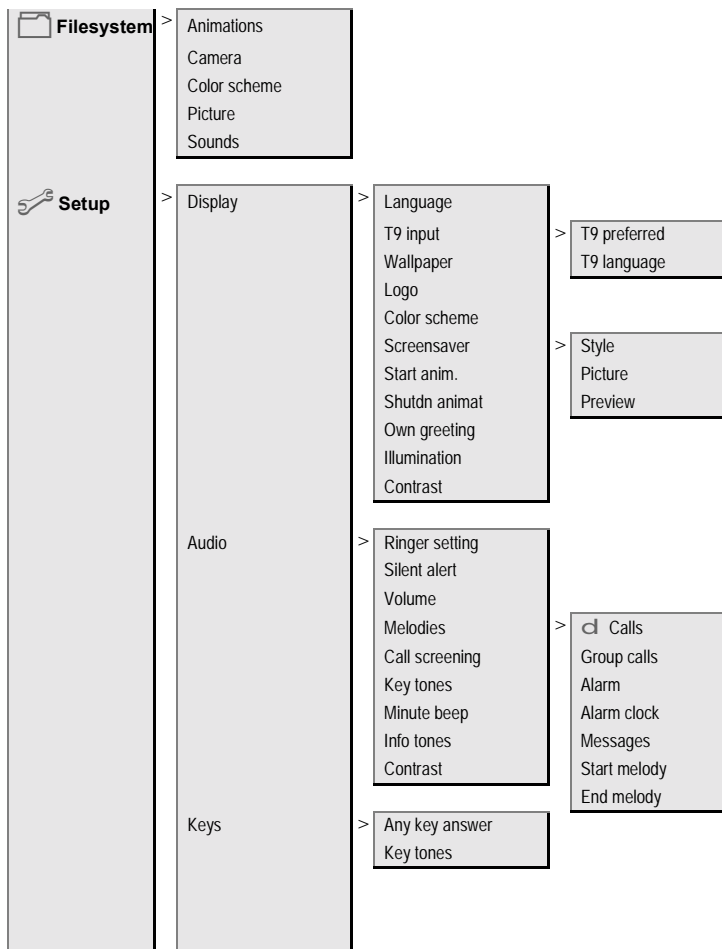 Filesystem > Animations
Camera
Color scheme
Picture
Sounds
Setup > Display > Language
T9 input > T9 preferred
Wallpaper T9 language
Logo
Color scheme
Screensaver > Style
Start anim. Picture
Shutdn animat Preview
Own greeting
Illumination
Contrast
Audio > Ringer setting
Silent alert
Volume
Melodies > d Calls
Call screening Group calls
Key tones Alarm
Minute beep Alarm clock
Info tones Messages
Contrast Start melody
End melody
Keys > Any key answer
Key tones